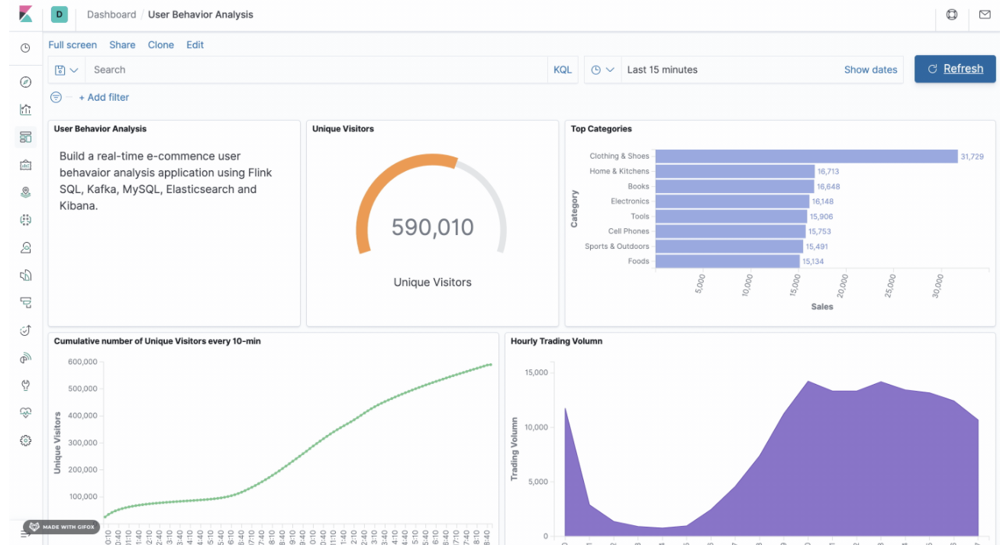 D Dashboard / User Behavior Analysis
Full screen Share Clone Edit
Search KQL Last 15 minutes Show dates Refresh
+ Add filter
User Behavior Analysis
Build a real-time e-commence user
behavaior analysis application using Flink
SQL, Kafka, MySQL, Elasticsearch and
Kibana.
Unique Visitors
590,010
Unique Visitors
Top Categories
Category
Clothing & Shoes 31,729
Home & Kitchens 16,713
Books 16,648
Electronics 16,148
Tools 15,906
Cell Phones 15,753
Sports & Outdoors 15,491
Foods 15,134
5,000 10,000 15,000 20,000 25,000 30,000
Sales
Cumulative number of Unique Visitors every 10-min
Unique Visitors
600,000
500,000
400,000
300,000
200,000
100,000
Hourly Trading Volumn
Trading Volumn
15,000
10,000
5,000
0
MADE WITH GIFOX